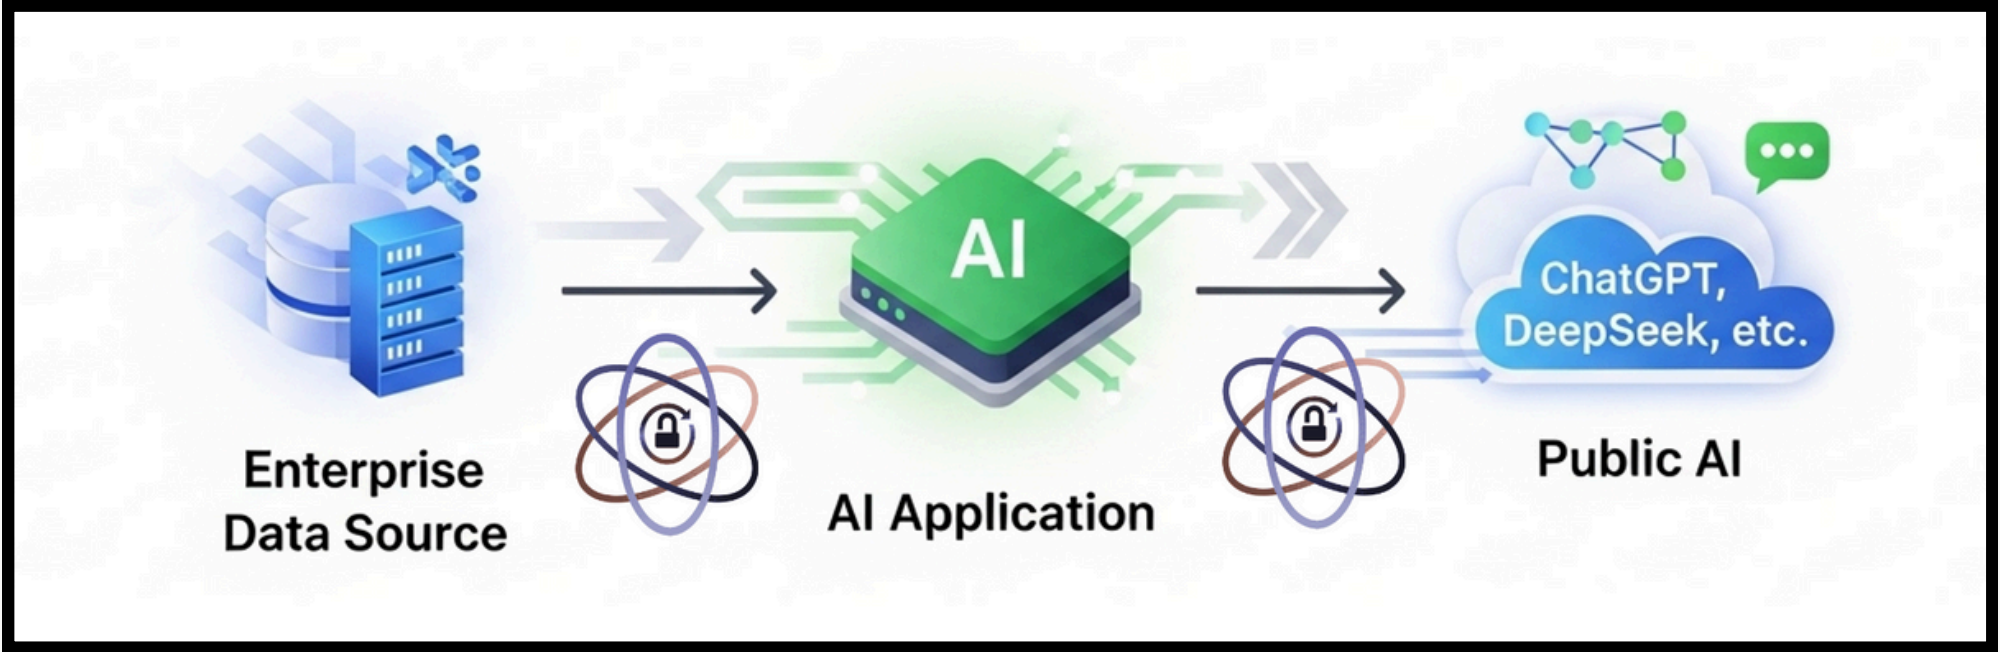 Enterprise
Data Source
AI
AI Application
ChatGPT,
DeepSeek, etc.
Public AI